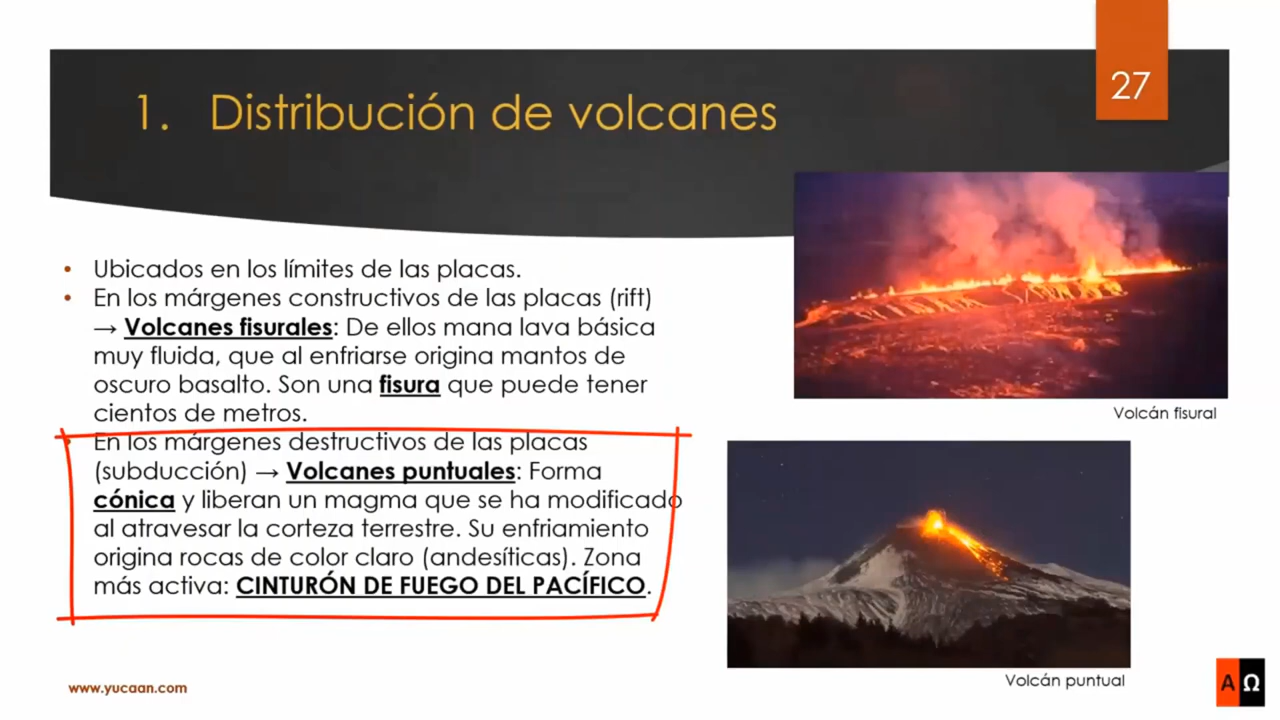 27
1. Distribución de volcanes
• Ubicados en los límites de las placas.
• En los márgenes constructivos de las placas (rift)
→ Volcanes fisurales: De ellos mana lava básica
muy fluida, que al enfriarse origina mantos de
oscuro basalto. Son una fisura que puede tener
cientos de metros.
• En los márgenes destructivos de las placas
(subducción) → Volcanes puntuales: Forma
cónica y liberan un magma que se ha modificado
al atravesar la corteza terrestre. Su enfriamiento
origina rocas de color claro (andesíticas). Zona
más activa: CINTURÓN DE FUEGO DEL PACÍFICO.
Volcán fisural
Volcán puntual
www.yucaan.com
AΩ